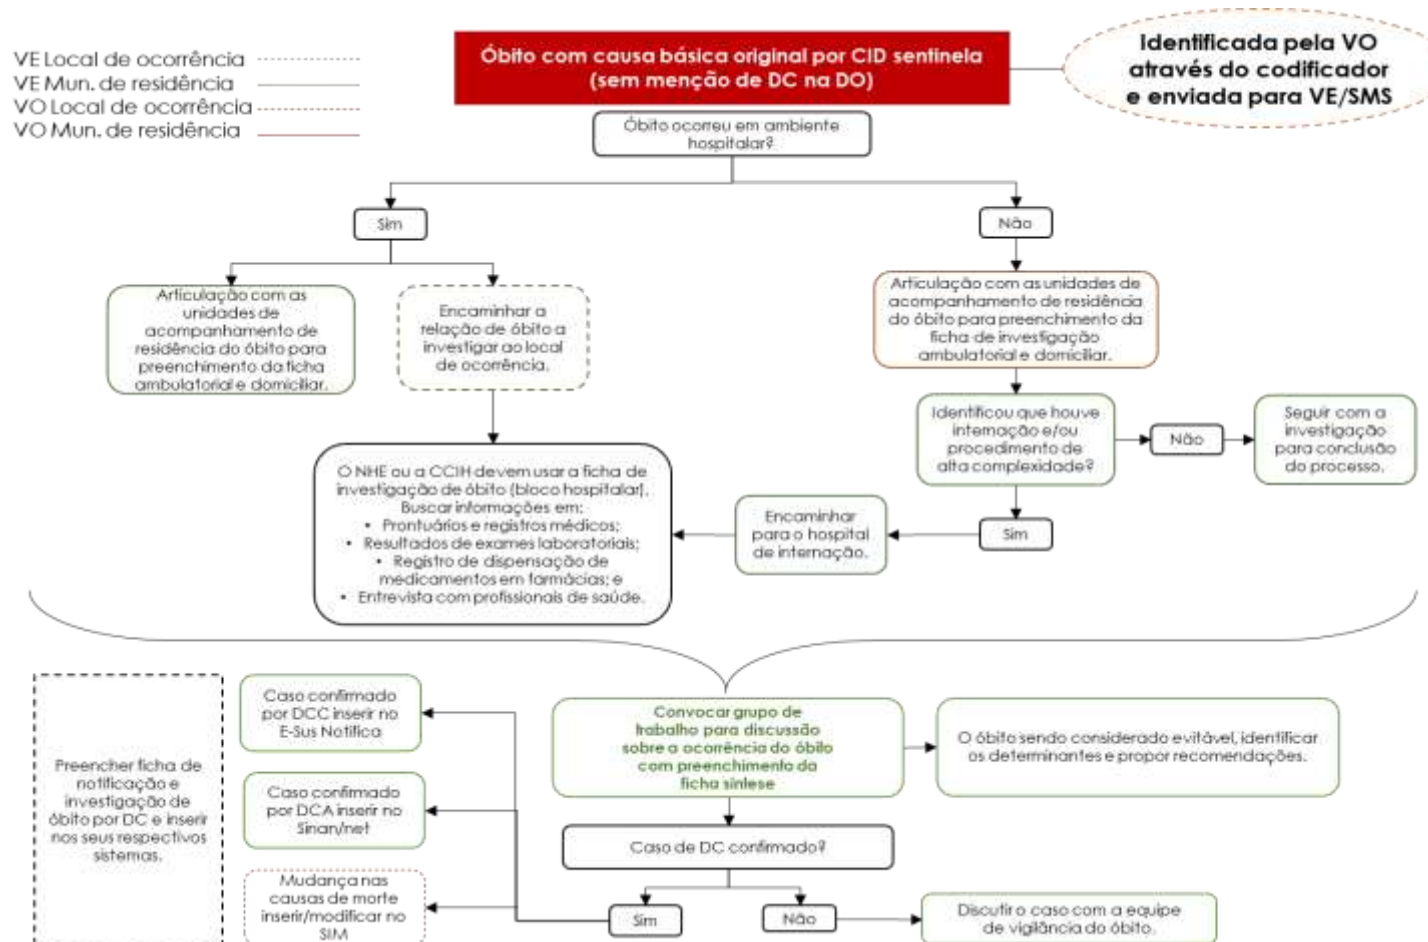 VE Local de ocorrência
VE Mun. de residência
VO Local de ocorrência
VO Mun. de residência
Óbito com causa básica original por CID sentinela
(sem menção de DC na DO)
Identificada pela VO
através do codificador
e enviada para VE/SMS
Óbito ocorreu em ambiente
hospitalar?
Sim
Não
Articulação com as
unidades de
acompanhamento de
residência do óbito para
preenchimento da ficha
ambulatorial e domiciliar.
Encaminhar a
relação de óbito a
investigar ao local
de ocorrência.
Articulação com as unidades de
acompanhamento de residência
do óbito para preenchimento da
ficha de investigação
ambulatorial e domiciliar.
Identificou que houve
internação e/ou
procedimento de
alta complexidade?
Não
Seguir com a
investigação
para conclusão
do processo.
Sim
Encaminhar
para o hospital
de internação.
O NHE ou a CCIH devem usar a ficha de
investigação de óbito (bloco hospitalar).
Buscar informações em:
• Prontuários e registros médicos;
• Resultados de exames laboratoriais;
• Registro de dispensação de
medicamentos em farmácias; e
• Entrevista com profissionais de saúde.
Preencher ficha de
notificação e
investigação de
óbito por DC e inserir
nos seus respectivos
sistemas.
Caso confirmado
por DCC inserir no
E-Sus Notifica
Caso confirmado
por DCA inserir no
Sinan/net
Mudança nas
causas de morte
inserir/modificar no
SIM
Convocar grupo de
trabalho para discussão
sobre a ocorrência do óbito
com preenchimento da
ficha síntese
O óbito sendo considerado evitável, identificar
os determinantes e propor recomendações.
Caso de DC confirmado?
Sim
Não
Discutir o caso com a equipe
de vigilância do óbito.